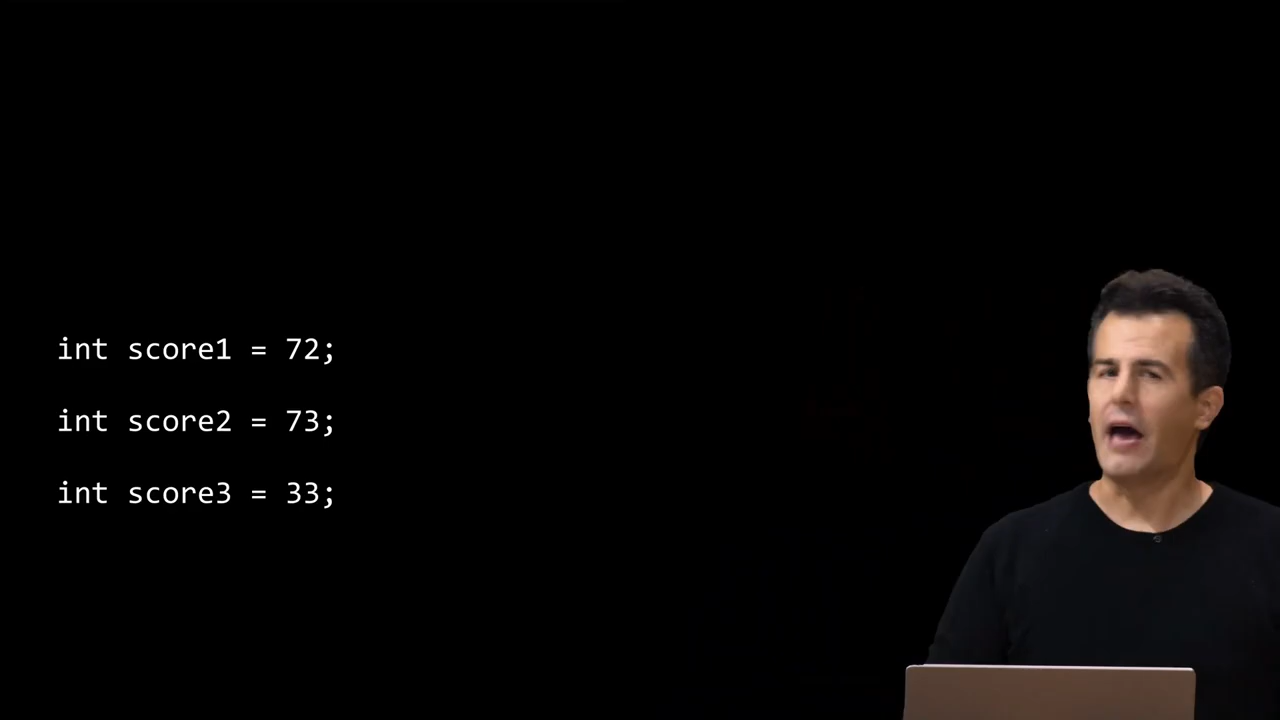 int score1 = 72;
int score2 = 73;
int score3 = 33;